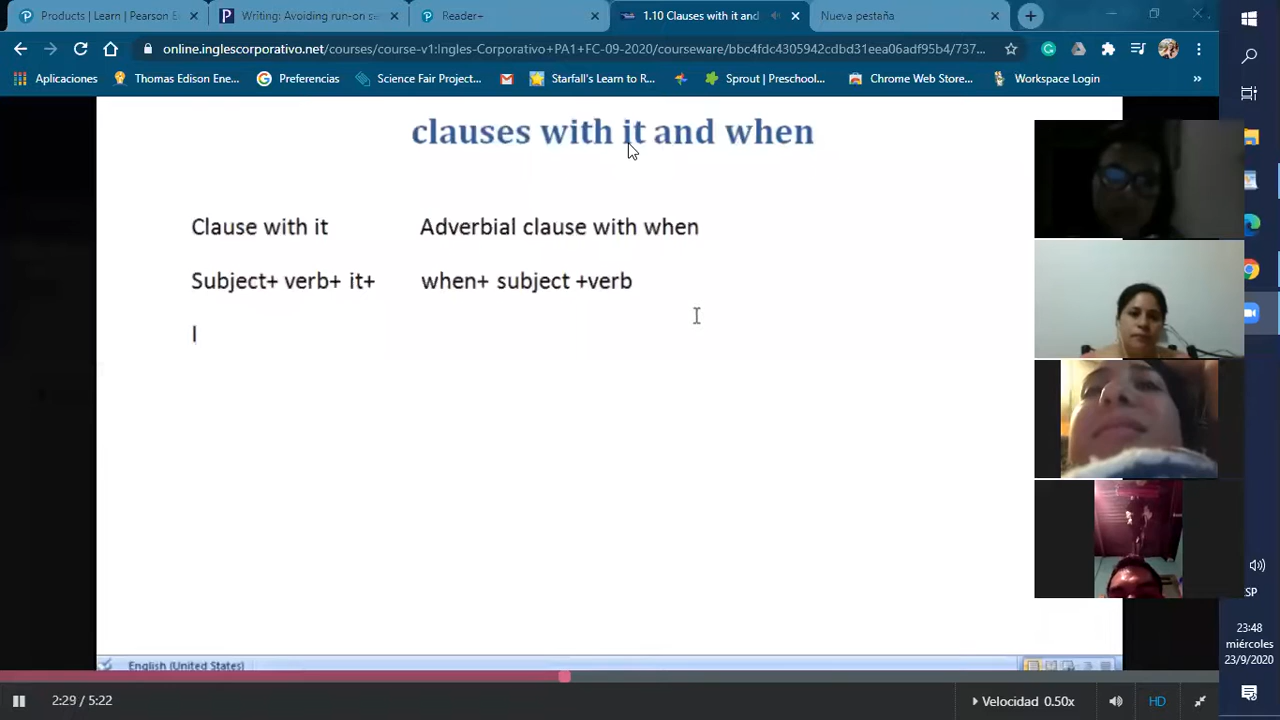 Products | Learn | Pearson E
Writing: Avoiding run-on se
Reader+
1.10 Clauses with it and
Nueva pestaña
online.inglescorporativo.net/courses/course-v1:Ingles-Corporativo+PA1+FC-09-2020/courseware/bbc4fdc4305942cdbd31eea06adf95b4/737...
Aplicaciones
Thomas Edison Ene...
Preferencias
Science Fair Project...
Starfall's Learn to R...
Sprout | Preschool...
Chrome Web Store...
Workspace Login
»
clauses with it and when
Clause with it Adverbial clause with when
Subject+ verb+ it+ when+ subject +verb
I
English (United States)
2:29 / 5:22
Velocidad 0.50x
HD
ESP
23:48
miércoles
23/9/2020